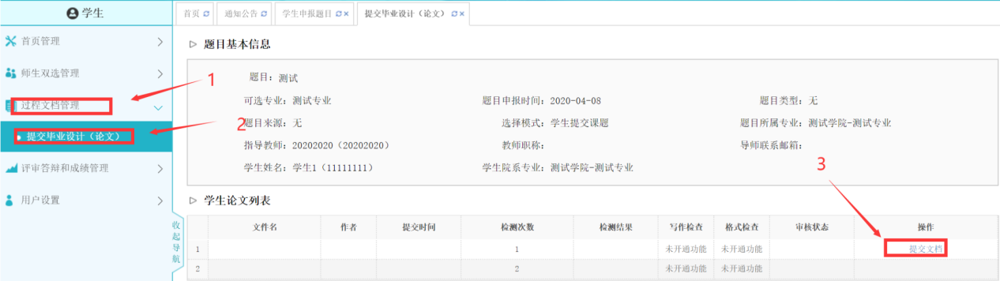 学生
首页 通知公告 学生申报题目 提交毕业设计（论文）
首页管理
师生双选管理
过程文档管理
提交毕业设计（论文）
评审答辩和成绩管理
用户设置
收起导航
1
2
3
题目基本信息
题目：测试
可选专业：测试专业 题目申报时间：2020-04-08 题目类型：无
题目来源：无 选择模式：学生提交课题 题目所属专业：测试学院-测试专业
指导教师：20202020（20202020） 教师职称： 导师联系邮箱：
学生姓名：学生1（11111111） 学生院系专业：测试学院-测试专业
学生论文列表
文件名 作者 提交时间 检测次数 检测结果 写作检查 格式检查 审核状态 操作
1 1 未开通功能 未开通功能 提交文档
2 2 未开通功能 未开通功能